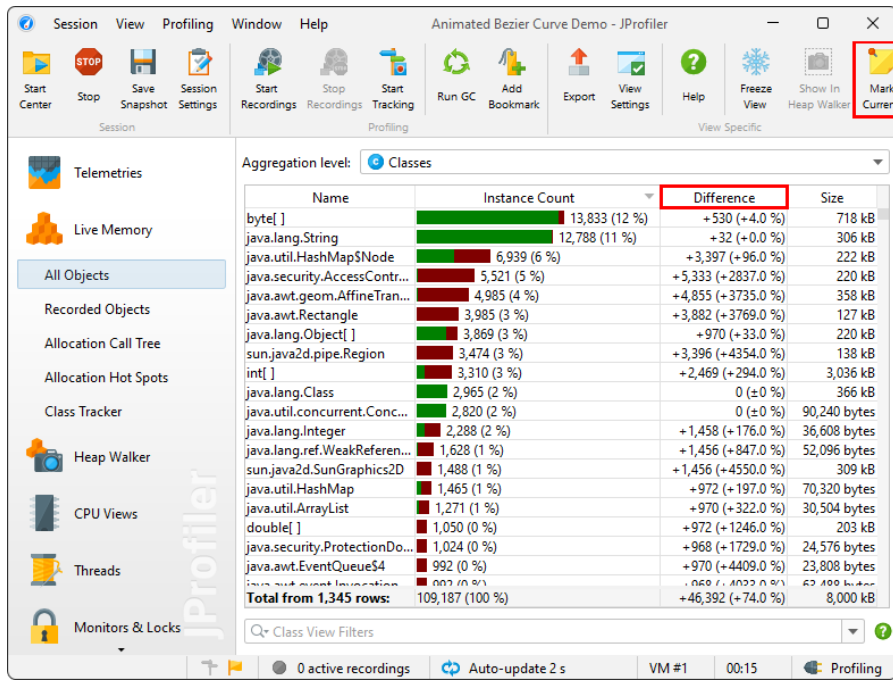 Session View Profiling Window Help Animated Bezier Curve Demo - JProfiler
Start Center
Stop
Save Snapshot
Session Settings
Start Recordings
Stop Recordings
Start Tracking
Run GC
Add Bookmark
Export
View Settings
Help
Freeze View
Show In Heap Walker
Mark Curren
Session Profiling View Specific
Telemetries
Live Memory
All Objects
Recorded Objects
Allocation Call Tree
Allocation Hot Spots
Class Tracker
Heap Walker
CPU Views
Threads
Monitors & Locks
JProfiler
Aggregation level: Classes
Name Instance Count Difference Size
byte[ ] 13,833 (12 %) +530 (+4.0 %) 718 kB
java.lang.String 12,788 (11 %) +32 (+0.0 %) 306 kB
java.util.HashMap$Node 6,939 (6 %) +3,397 (+96.0 %) 222 kB
java.security.AccessContr... 5,521 (5 %) +5,333 (+2837.0 %) 220 kB
java.awt.geom.AffineTran... 4,985 (4 %) +4,855 (+3735.0 %) 358 kB
java.awt.Rectangle 3,985 (3 %) +3,882 (+3769.0 %) 127 kB
java.lang.Object[ ] 3,869 (3 %) +970 (+33.0 %) 220 kB
sun.java2d.pipe.Region 3,474 (3 %) +3,396 (+4354.0 %) 138 kB
int[ ] 3,310 (3 %) +2,469 (+294.0 %) 3,036 kB
java.lang.Class 2,965 (2 %) 0 (±0 %) 366 kB
java.util.concurrent.Conc... 2,820 (2 %) 0 (±0 %) 90,240 bytes
java.lang.Integer 2,288 (2 %) +1,458 (+176.0 %) 36,608 bytes
java.lang.ref.WeakReferen... 1,628 (1 %) +1,456 (+847.0 %) 52,096 bytes
sun.java2d.SunGraphics2D 1,488 (1 %) +1,456 (+4550.0 %) 309 kB
java.util.HashMap 1,465 (1 %) +972 (+197.0 %) 70,320 bytes
java.util.ArrayList 1,271 (1 %) +970 (+322.0 %) 30,504 bytes
double[ ] 1,050 (0 %) +972 (+1246.0 %) 203 kB
java.security.ProtectionDo... 1,024 (0 %) +968 (+1729.0 %) 24,576 bytes
java.awt.EventQueue$4 992 (0 %) +970 (+4409.0 %) 23,808 bytes
java.awt.event.Invocation... 992 (0 %) +968 (+4033.0 %) 63,488 bytes
Total from 1,345 rows: 109,187 (100 %) +46,392 (+74.0 %) 8,000 kB
Class View Filters
0 active recordings Auto-update 2 s VM #1 00:15 Profiling